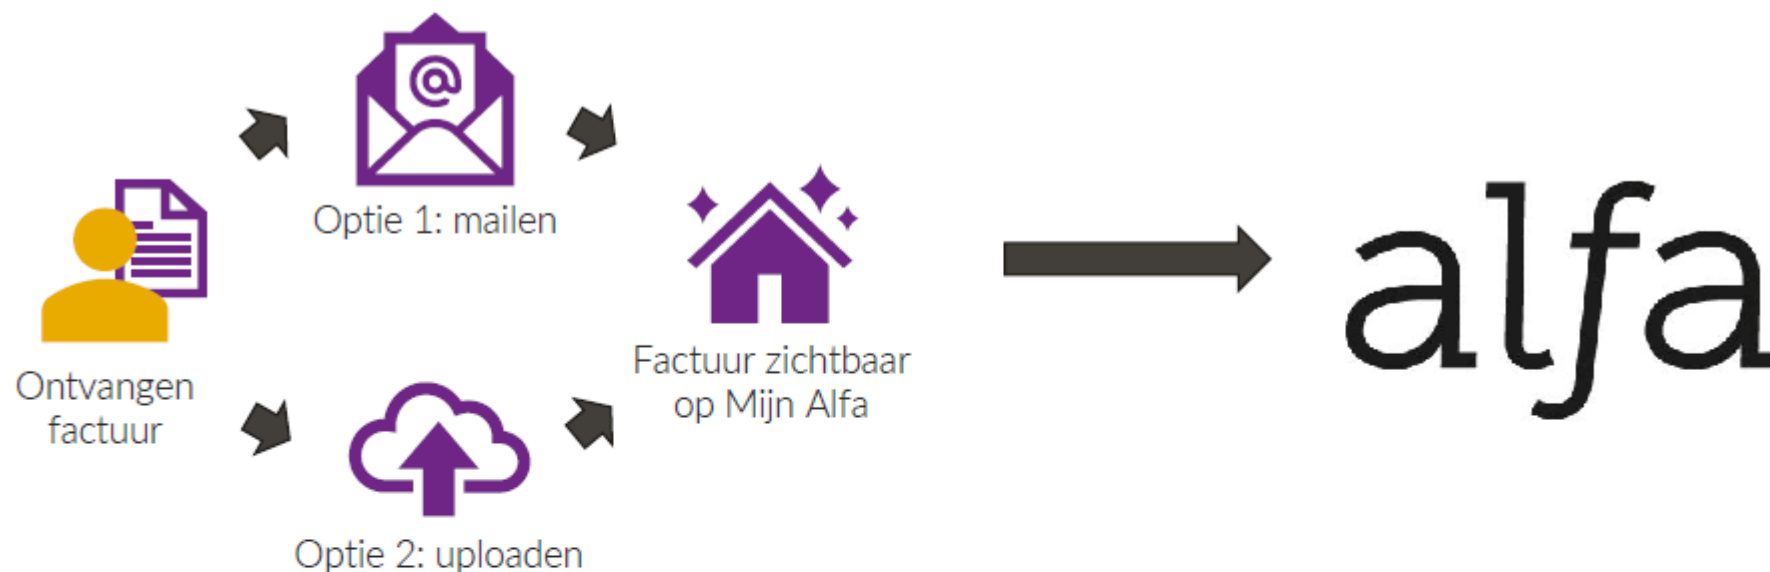 Ontvangen
factuur
@
Optie 1: mailen
Optie 2: uploaden
Factuur zichtbaar
op Mijn Alfa
alfa